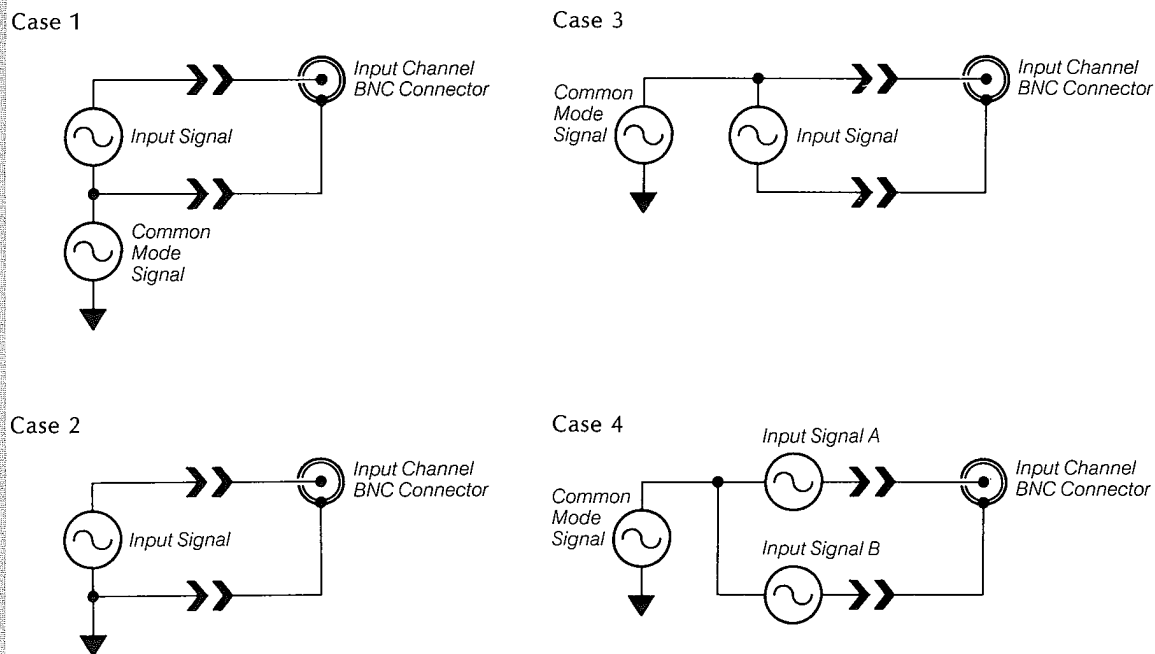 Case 1
Input Channel
BNC Connector
Input Signal
Common
Mode
Signal
Case 3
Common
Mode
Signal
Input Signal
Input Channel
BNC Connector
Case 2
Input Channel
BNC Connector
Input Signal
Case 4
Input Signal A
Common
Mode
Signal
Input Channel
BNC Connector
Input Signal B